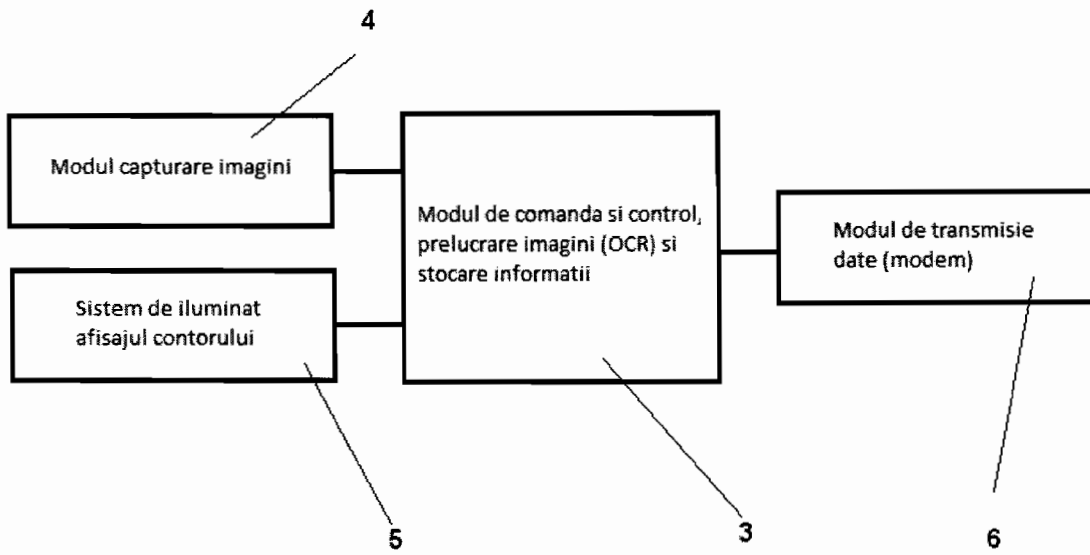 4
Modul capturare imagini
Modul de comanda si control,
prelucrare imagini (OCR) si
stocare informatii
Modul de transmisie
date (modem)
Sistem de iluminat
afisajul contorului
5
3
6